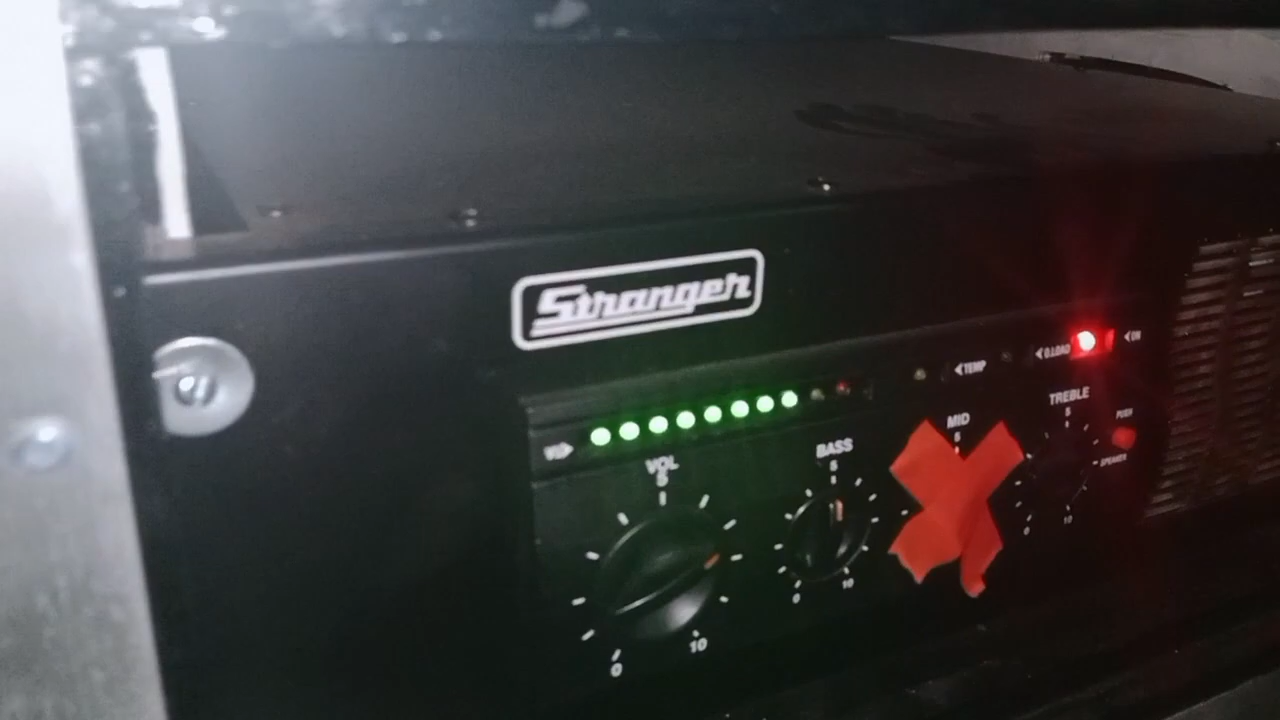 Stranger
VU
◄TEMP
◄O.LOAD
◄ON
VOL
5
0
10
BASS
5
0
10
MID
5
TREBLE
5
0
10
PUSH
SPEAKER